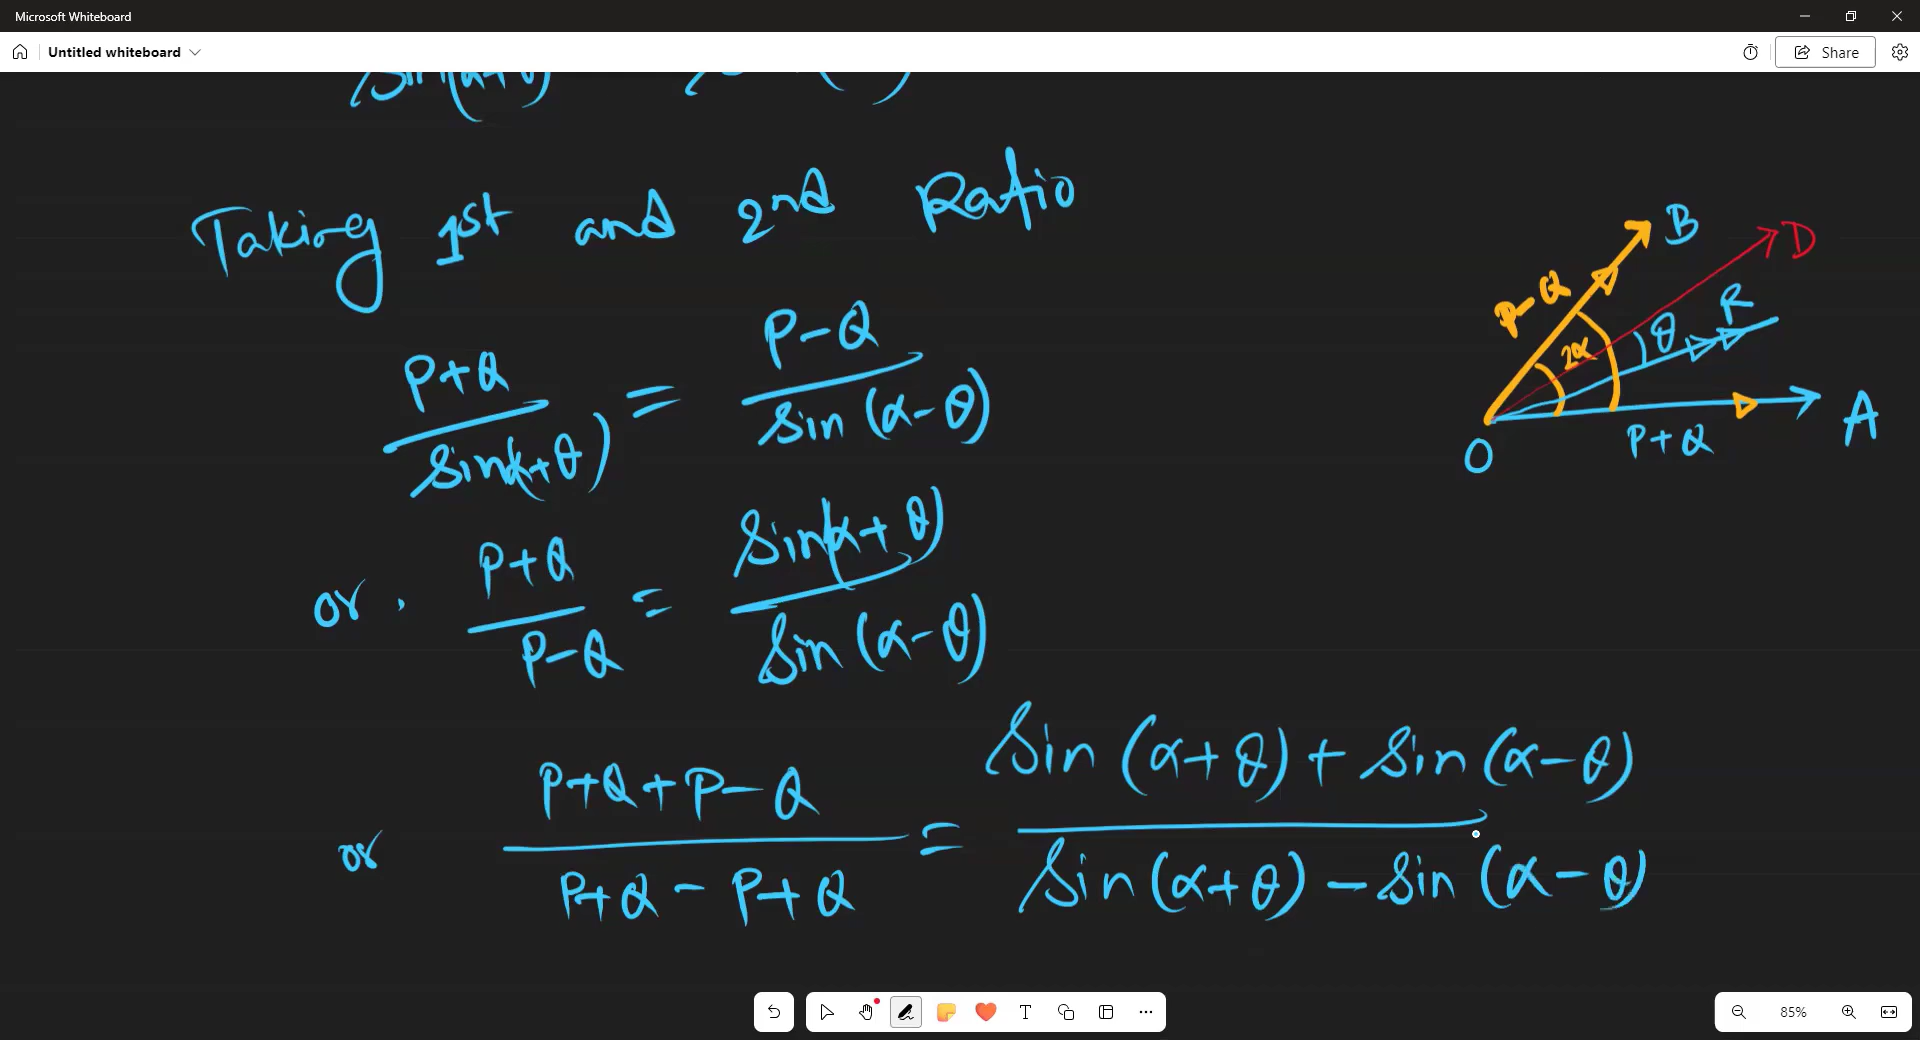 Microsoft Whiteboard
Untitled whiteboard
Share
Taking 1st and 2nd Ratio
P+Q / sin(α+θ) = P-Q / sin (α-θ)
or. P+Q / P-Q = sin(α+θ) / sin (α-θ)
or P+Q+P-Q / P+Q-P+Q = sin (α+θ) + sin (α-θ) / sin (α+θ) - sin (α-θ)
B
D
P-Q
R
2α
θ
A
O
P+Q
85%